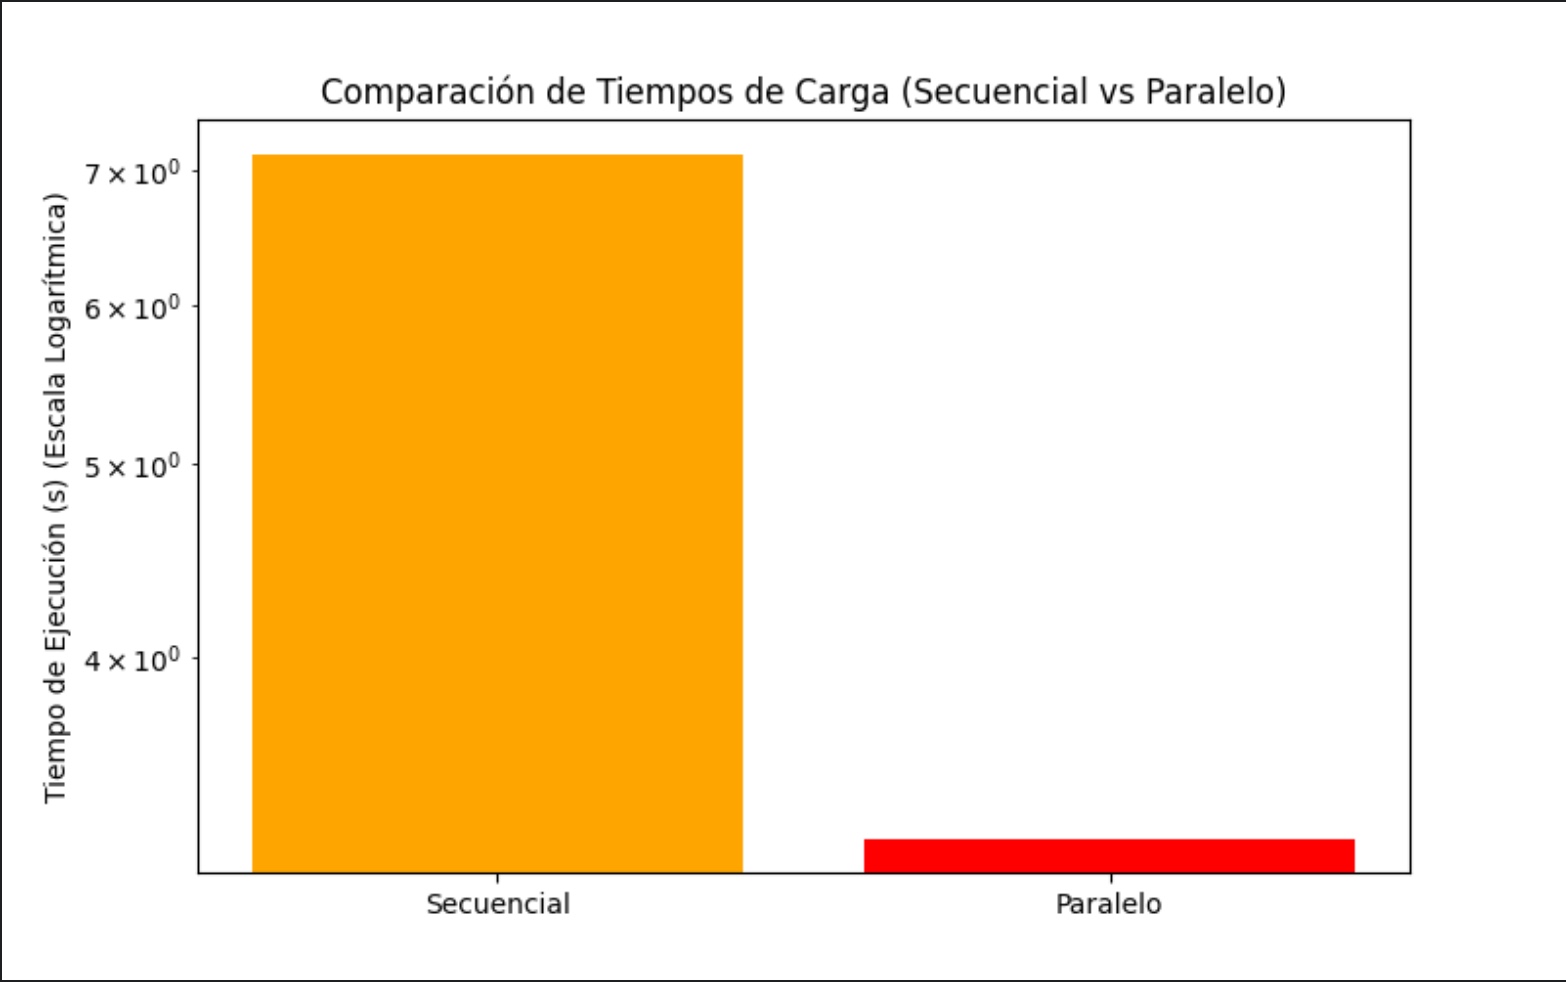 Comparación de Tiempos de Carga (Secuencial vs Paralelo)
Tiempo de Ejecución (s) (Escala Logarítmica)
7 × 10⁰
6 × 10⁰
5 × 10⁰
4 × 10⁰
Secuencial
Paralelo